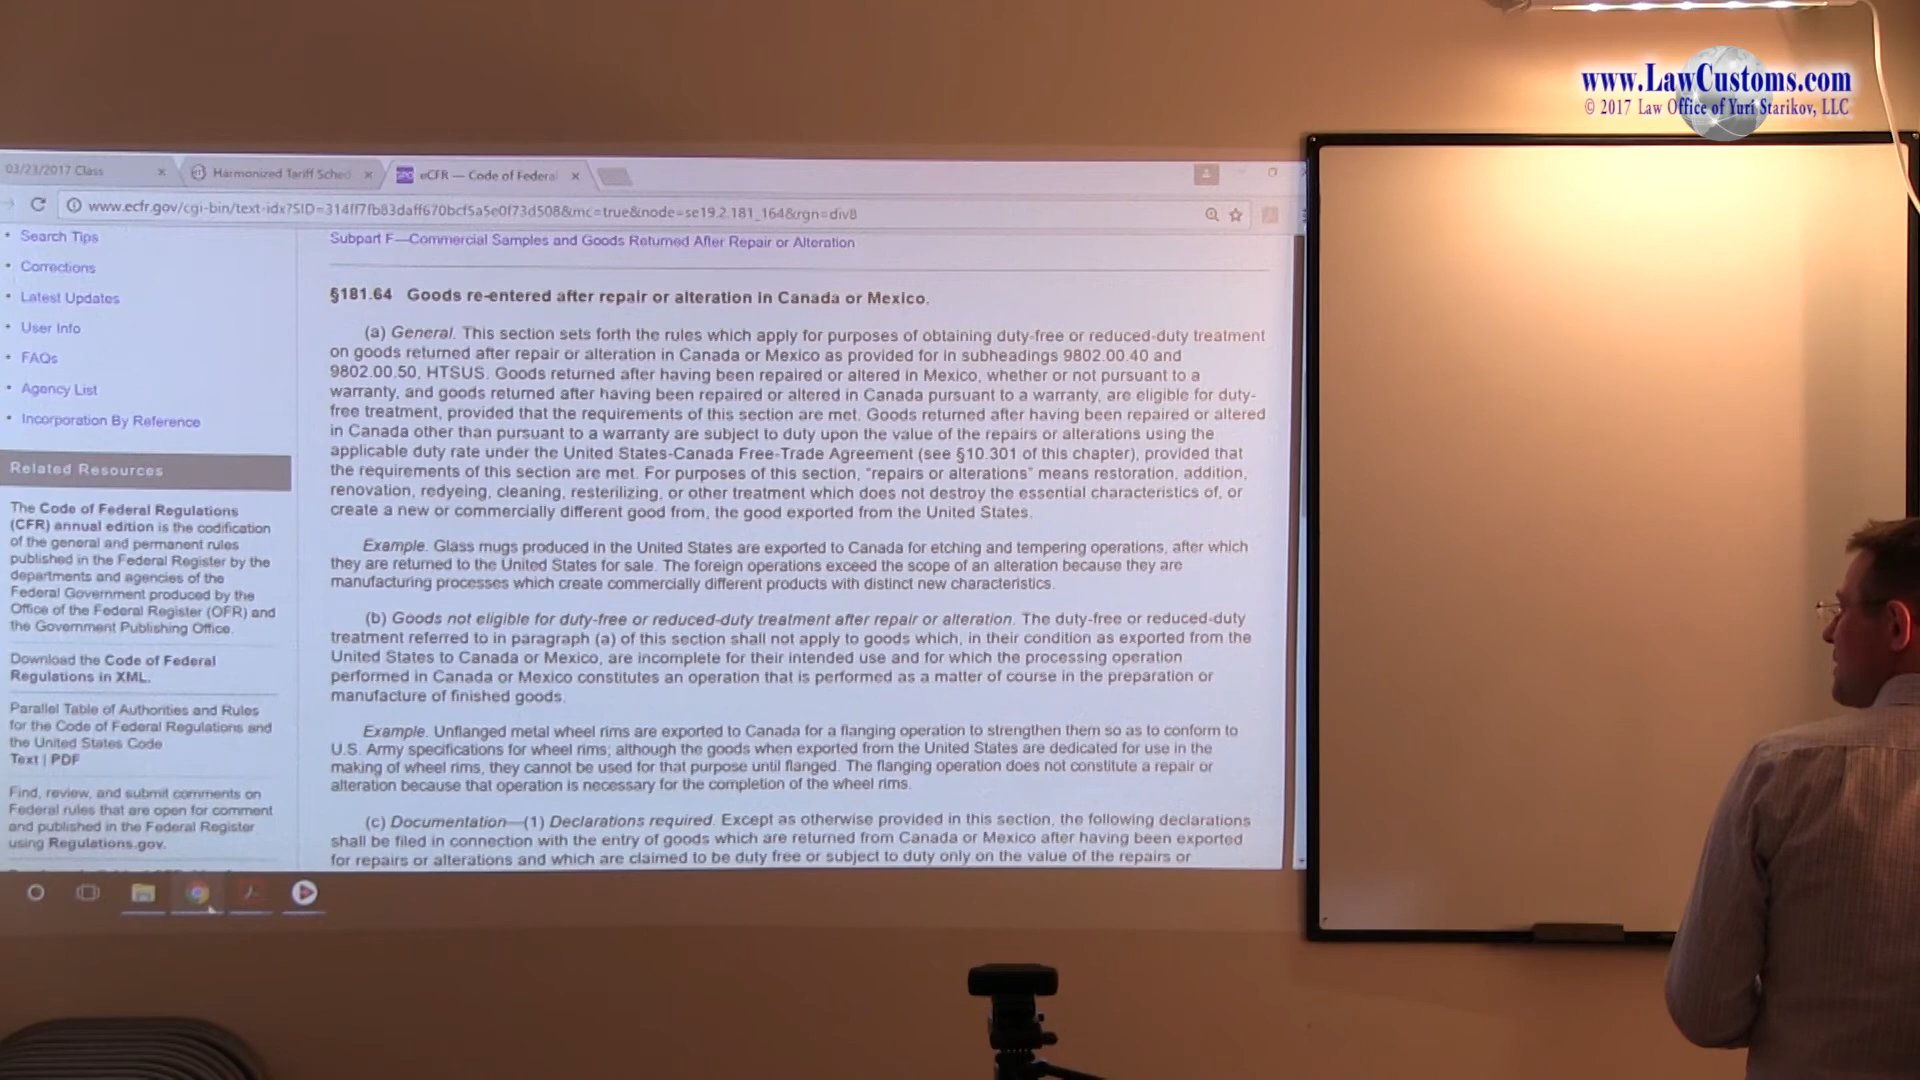 www.LawCustoms.com
© 2017 Law Office of Yuri Starikov, LLC
03/23/2017 Class
Harmonized Tariff Sched
eCFR — Code of Federal
www.ecfr.gov/cgi-bin/text-idx?SID=314ff7fb83daff670bcf5a5e0f73d508&mc=true&node=se19.2.181_164&rgn=div8
Search Tips
Corrections
Latest Updates
User Info
FAQs
Agency List
Incorporation By Reference
Related Resources
The Code of Federal Regulations
(CFR) annual edition is the codification
of the general and permanent rules
published in the Federal Register by the
departments and agencies of the
Federal Government produced by the
Office of the Federal Register (OFR) and
the Government Publishing Office.
Download the Code of Federal
Regulations in XML.
Parallel Table of Authorities and Rules
for the Code of Federal Regulations and
the United States Code
Text | PDF
Find, review, and submit comments on
Federal rules that are open for comment
and published in the Federal Register
using Regulations.gov.
Subpart F—Commercial Samples and Goods Returned After Repair or Alteration
§181.64 Goods re-entered after repair or alteration in Canada or Mexico.
(a) General. This section sets forth the rules which apply for purposes of obtaining duty-free or reduced-duty treatment
on goods returned after repair or alteration in Canada or Mexico as provided for in subheadings 9802.00.40 and
9802.00.50, HTSUS. Goods returned after having been repaired or altered in Mexico, whether or not pursuant to a
warranty, and goods returned after having been repaired or altered in Canada pursuant to a warranty, are eligible for duty-
free treatment, provided that the requirements of this section are met. Goods returned after having been repaired or altered
in Canada other than pursuant to a warranty are subject to duty upon the value of the repairs or alterations using the
applicable duty rate under the United States-Canada Free-Trade Agreement (see §10.301 of this chapter), provided that
the requirements of this section are met. For purposes of this section, "repairs or alterations" means restoration, addition,
renovation, redyeing, cleaning, resterilizing, or other treatment which does not destroy the essential characteristics of, or
create a new or commercially different good from, the good exported from the United States.
Example. Glass mugs produced in the United States are exported to Canada for etching and tempering operations, after which
they are returned to the United States for sale. The foreign operations exceed the scope of an alteration because they are
manufacturing processes which create commercially different products with distinct new characteristics.
(b) Goods not eligible for duty-free or reduced-duty treatment after repair or alteration. The duty-free or reduced-duty
treatment referred to in paragraph (a) of this section shall not apply to goods which, in their condition as exported from the
United States to Canada or Mexico, are incomplete for their intended use and for which the processing operation
performed in Canada or Mexico constitutes an operation that is performed as a matter of course in the preparation or
manufacture of finished goods.
Example. Unflanged metal wheel rims are exported to Canada for a flanging operation to strengthen them so as to conform to
U.S. Army specifications for wheel rims; although the goods when exported from the United States are dedicated for use in the
making of wheel rims, they cannot be used for that purpose until flanged. The flanging operation does not constitute a repair or
alteration because that operation is necessary for the completion of the wheel rims.
(c) Documentation—(1) Declarations required. Except as otherwise provided in this section, the following declarations
shall be filed in connection with the entry of goods which are returned from Canada or Mexico after having been exported
for repairs or alterations and which are claimed to be duty free or subject to duty only on the value of the repairs or